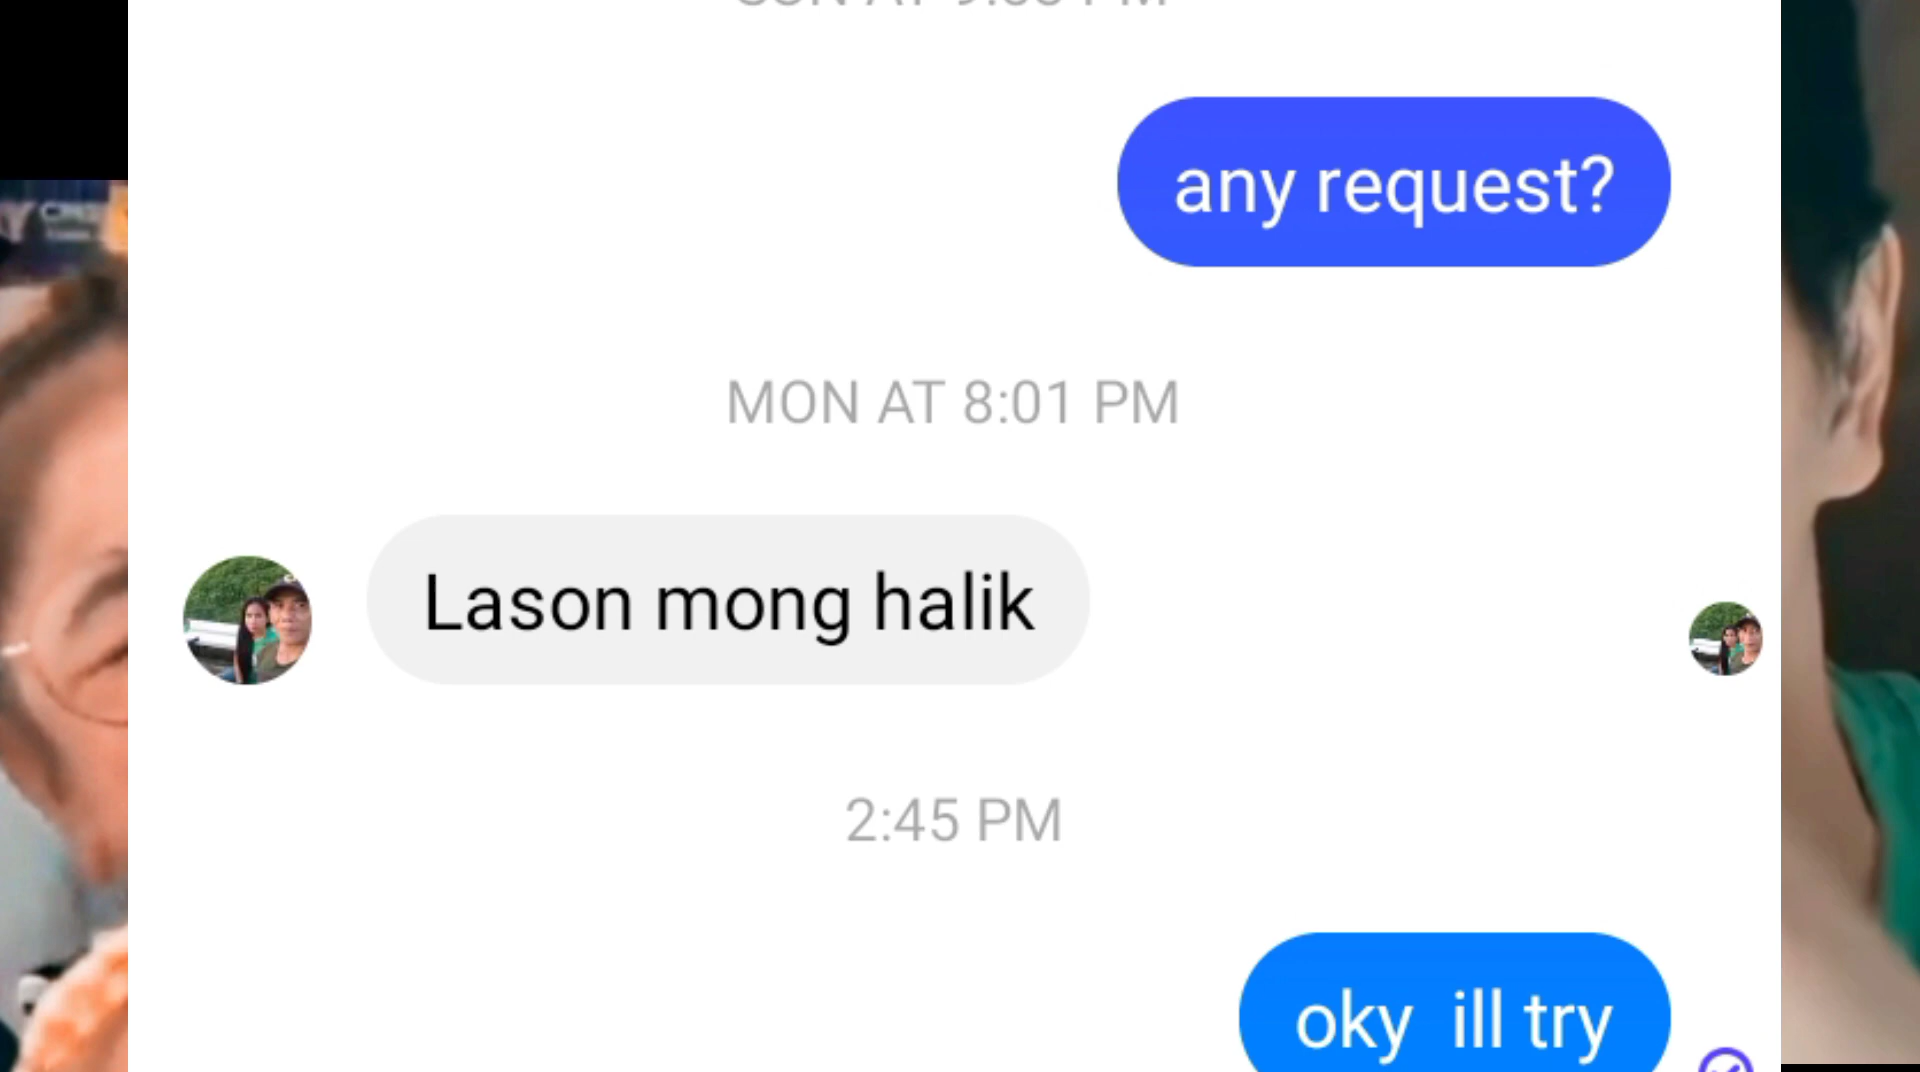 any request?
MON AT 8:01 PM
Lason mong halik
2:45 PM
oky ill try